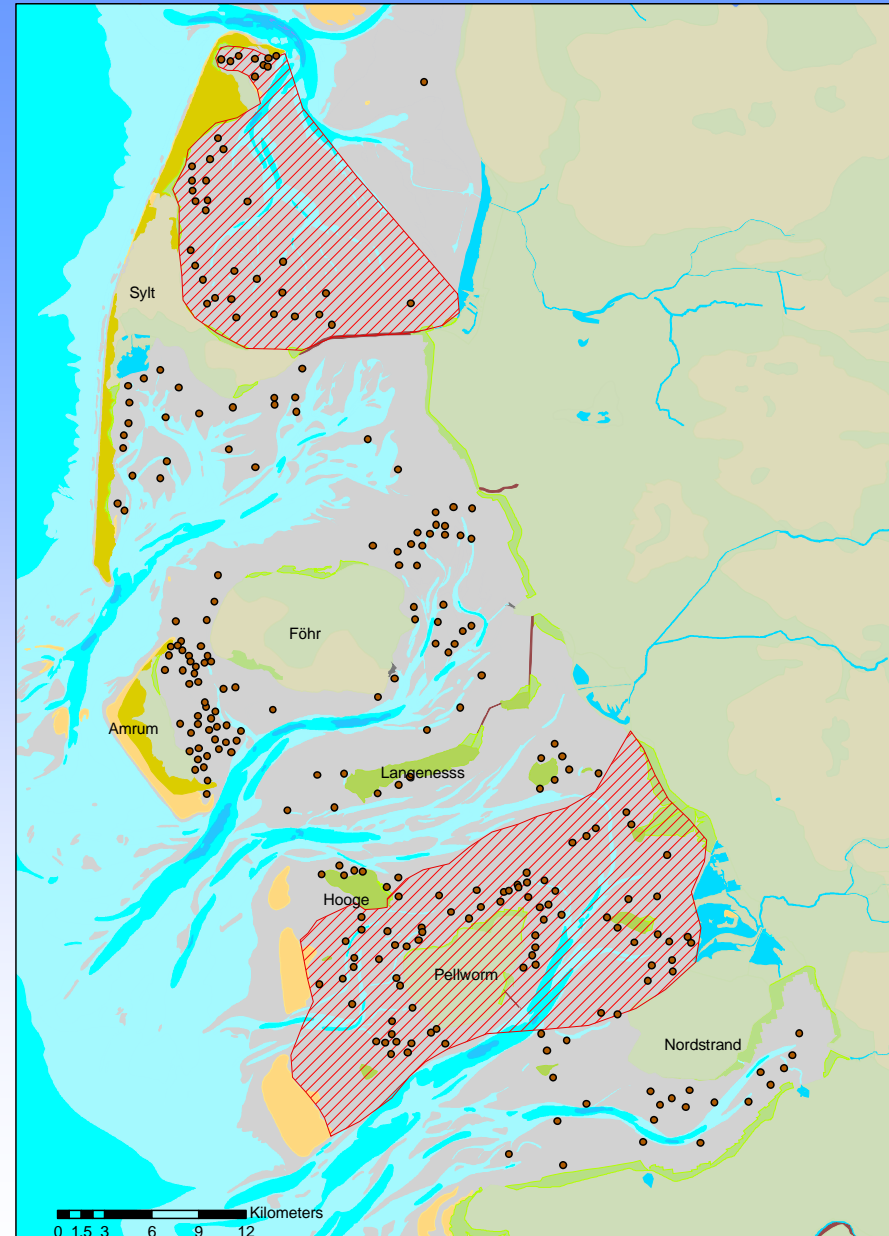 Sylt
Föhr
Amrum
Langenesss
Hooge
Pellworm
Nordstrand
Kilometers
0 1,5 3 6 9 12